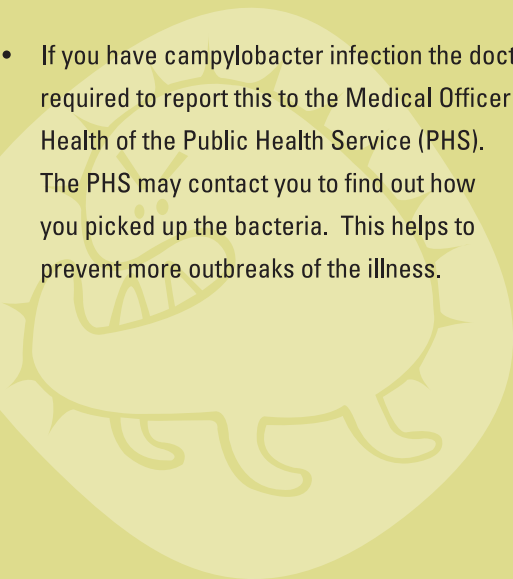 • If you have campylobacter infection the doct
required to report this to the Medical Officer
Health of the Public Health Service (PHS).
The PHS may contact you to find out how
you picked up the bacteria.  This helps to
prevent more outbreaks of the illness.